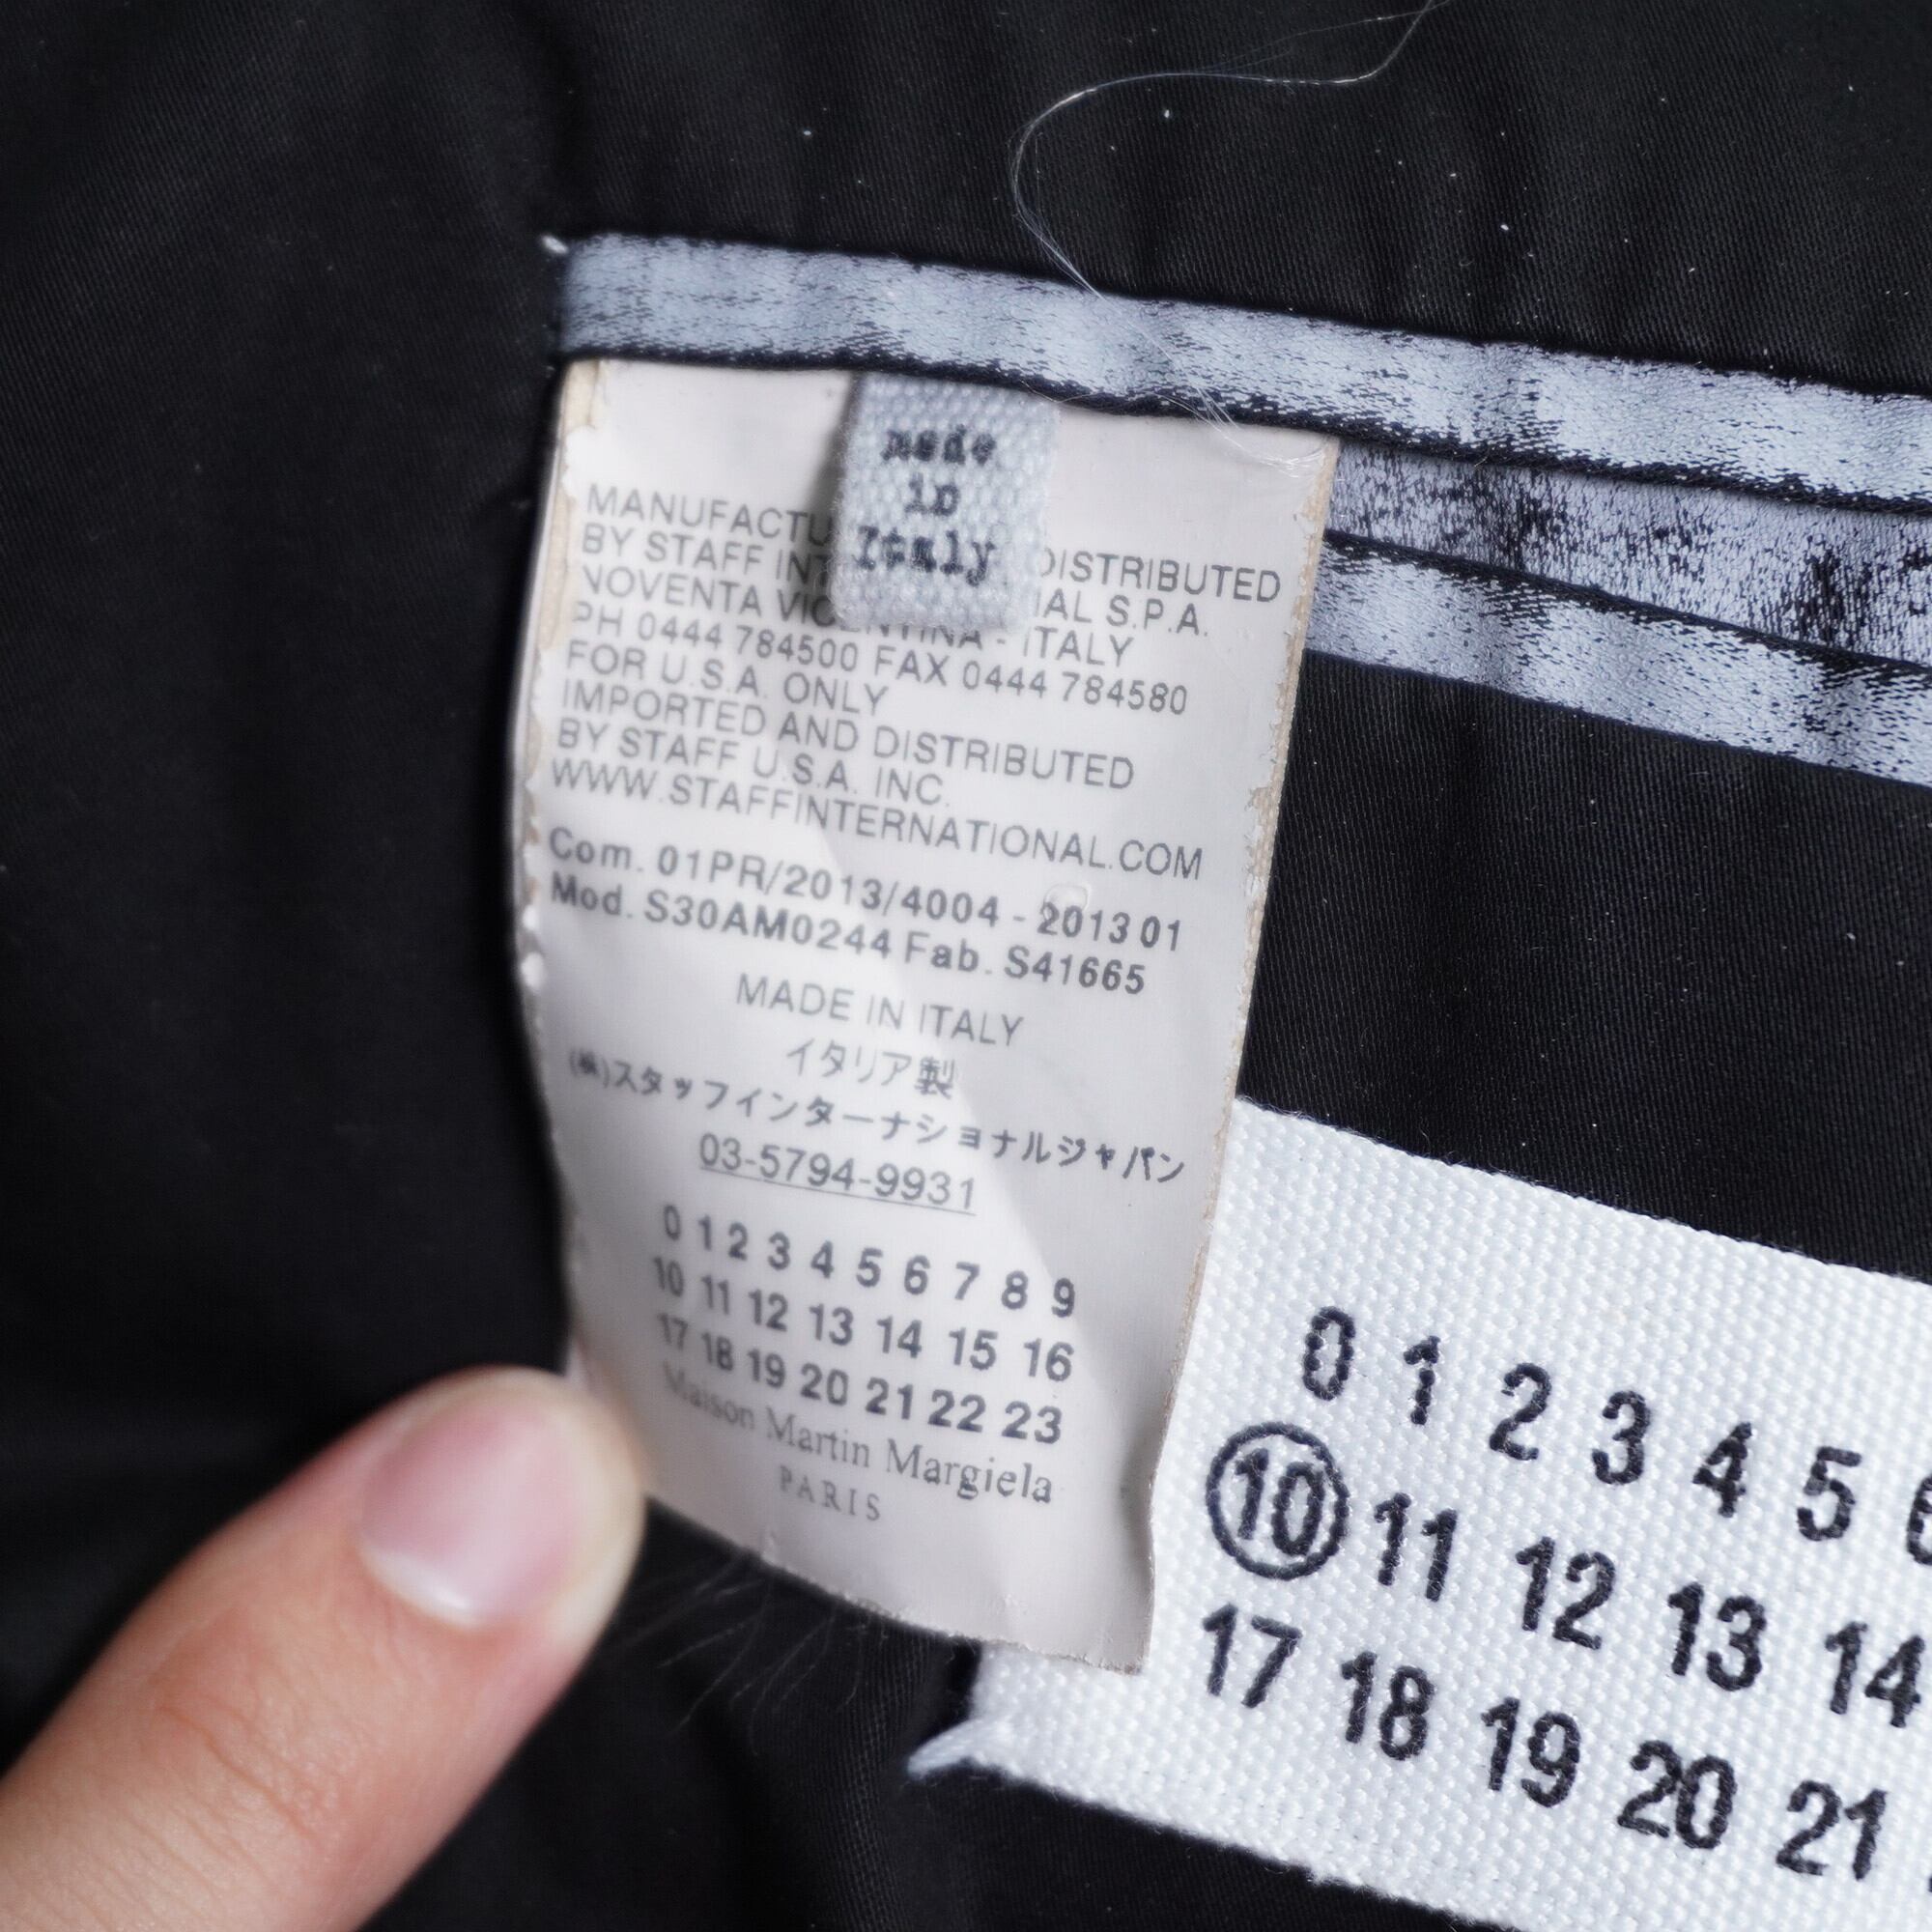 made
in
Italy
MANUFACTU DISTRIBUTED
BY STAFF INT IAL S.P.A.
NOVENTA VICENTINA - ITALY
PH 0444 784500 FAX 0444 784580
FOR U.S.A. ONLY
IMPORTED AND DISTRIBUTED
BY STAFF U.S.A. INC.
WWW.STAFFINTERNATIONAL.COM
Com. 01PR/2013/4004 - 2013 01
Mod. S30AM0244 Fab. S41665
MADE IN ITALY
イタリア製
(株)スタッフインターナショナルジャパン
03-5794-9931
0 1 2 3 4 5 6 7 8 9
10 11 12 13 14 15 16
17 18 19 20 21 22 23
Maison Martin Margiela
PARIS
0 1 2 3 4 5 6
10 11 12 13 14
17 18 19 20 21